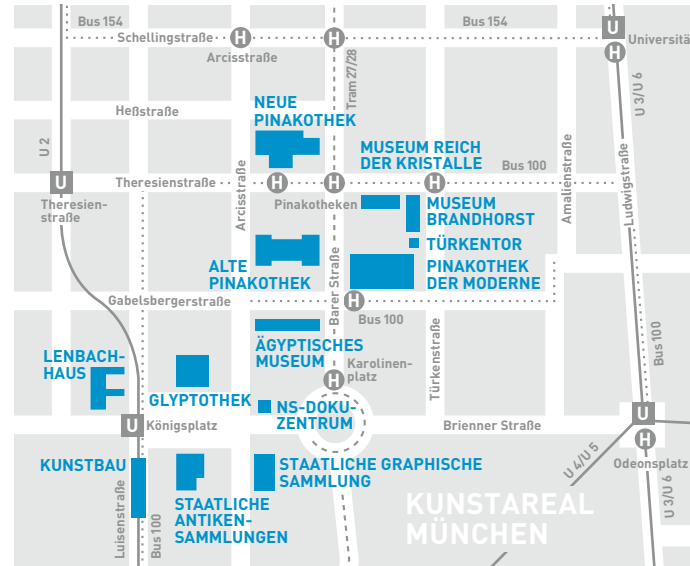 Bus 154
Bus 154
Schellingstraße
H
H
U
H
Universitä
Arcisstraße
Tram 27/28
U 3/U 6
Heßstraße
NEUE
PINAKOTHEK
U 2
MUSEUM REICH
DER KRISTALLE
Bus 100
Amalienstraße
Ludwigstraße
Arcisstraße
U
Theresienstraße
H
H
H
Theresien-
straße
Pinakotheken
MUSEUM
BRANDHORST
TÜRKENTOR
ALTE
PINAKOTHEK
Barer Straße
PINAKOTHEK
DER MODERNE
Gabelsbergerstraße
H
Bus 100
Bus 100
ÄGYPTISCHES
MUSEUM
Türkenstraße
LENBACH-
HAUS
Karolinen-
platz
H
GLYPTOTHEK
NS-DOKU-
ZENTRUM
U
Königsplatz
Brienner Straße
U
H
Odeonsplatz
U 4/U 5
U 3/U 6
KUNSTBAU
STAATLICHE GRAPHISCHE
SAMMLUNG
Luisenstraße
Bus 100
STAATLICHE
ANTIKEN-
SAMMLUNGEN
KUNSTAREAL
MÜNCHEN